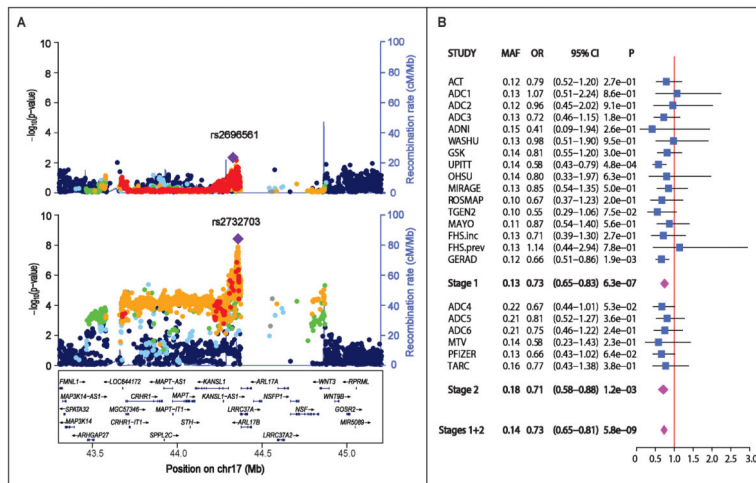 A
10
100
8
80
6
60
rs2696561
4
40
2
20
0
0
−log10(p-value)
Recombination rate (cM/Mb)
10
100
rs2732703
8
80
6
60
4
40
2
20
0
0
−log10(p-value)
Recombination rate (cM/Mb)
FMNL1→ ←LOC644172 ←MAPT-AS1 ←KANSL1 ←ARL17A WNT3 ←RPRML
MAP3K14-AS1→ CRHR1→ MAPT→ KANSL1-AS1→ NSFP1→ WNT9B→
←SPATA32 MGC57346→ MAPT-IT1→ LRRC37A→ NSF→ GOSR2→
←MAP3K14 CRHR1-IT1→ STH→ ←ARL17B MIR5089→
←ARHGAP27 SPPL2C→ LRRC37A2→
43.5 44.0 44.5 45.0
Position on chr17 (Mb)
B
STUDY MAF OR 95% CI P
ACT 0.12 0.79 (0.52−1.20) 2.7e−01
ADC1 0.13 1.07 (0.51−2.24) 8.6e−01
ADC2 0.12 0.96 (0.45−2.02) 9.1e−01
ADC3 0.13 0.72 (0.46−1.15) 1.8e−01
ADNI 0.15 0.41 (0.09−1.94) 2.6e−01
WASHU 0.13 0.98 (0.51−1.90) 9.5e−01
GSK 0.14 0.81 (0.55−1.20) 3.0e−01
UPITT 0.14 0.58 (0.43−0.79) 4.8e−04
OHSU 0.14 0.80 (0.33−1.97) 6.3e−01
MIRAGE 0.13 0.85 (0.54−1.35) 5.0e−01
ROSMAP 0.10 0.67 (0.37−1.23) 2.0e−01
TGEN2 0.10 0.55 (0.29−1.06) 7.5e−02
MAYO 0.11 0.87 (0.54−1.40) 5.6e−01
FHS.inc 0.13 0.71 (0.39−1.30) 2.7e−01
FHS.prev 0.13 1.14 (0.44−2.94) 7.8e−01
GERAD 0.12 0.66 (0.51−0.86) 1.9e−03
Stage 1 0.13 0.73 (0.65−0.83) 6.3e−07
ADC4 0.22 0.67 (0.44−1.01) 5.3e−02
ADC5 0.21 0.81 (0.52−1.27) 3.6e−01
ADC6 0.21 0.75 (0.46−1.22) 2.4e−01
MTV 0.14 0.58 (0.23−1.43) 2.3e−01
PFIZER 0.13 0.66 (0.43−1.02) 6.4e−02
TARC 0.16 0.77 (0.43−1.38) 3.8e−01
Stage 2 0.18 0.71 (0.58−0.88) 1.2e−03
Stages 1+2 0.14 0.73 (0.65−0.81) 5.8e−09
0.5 1.0 1.5 2.0 2.5 3.0